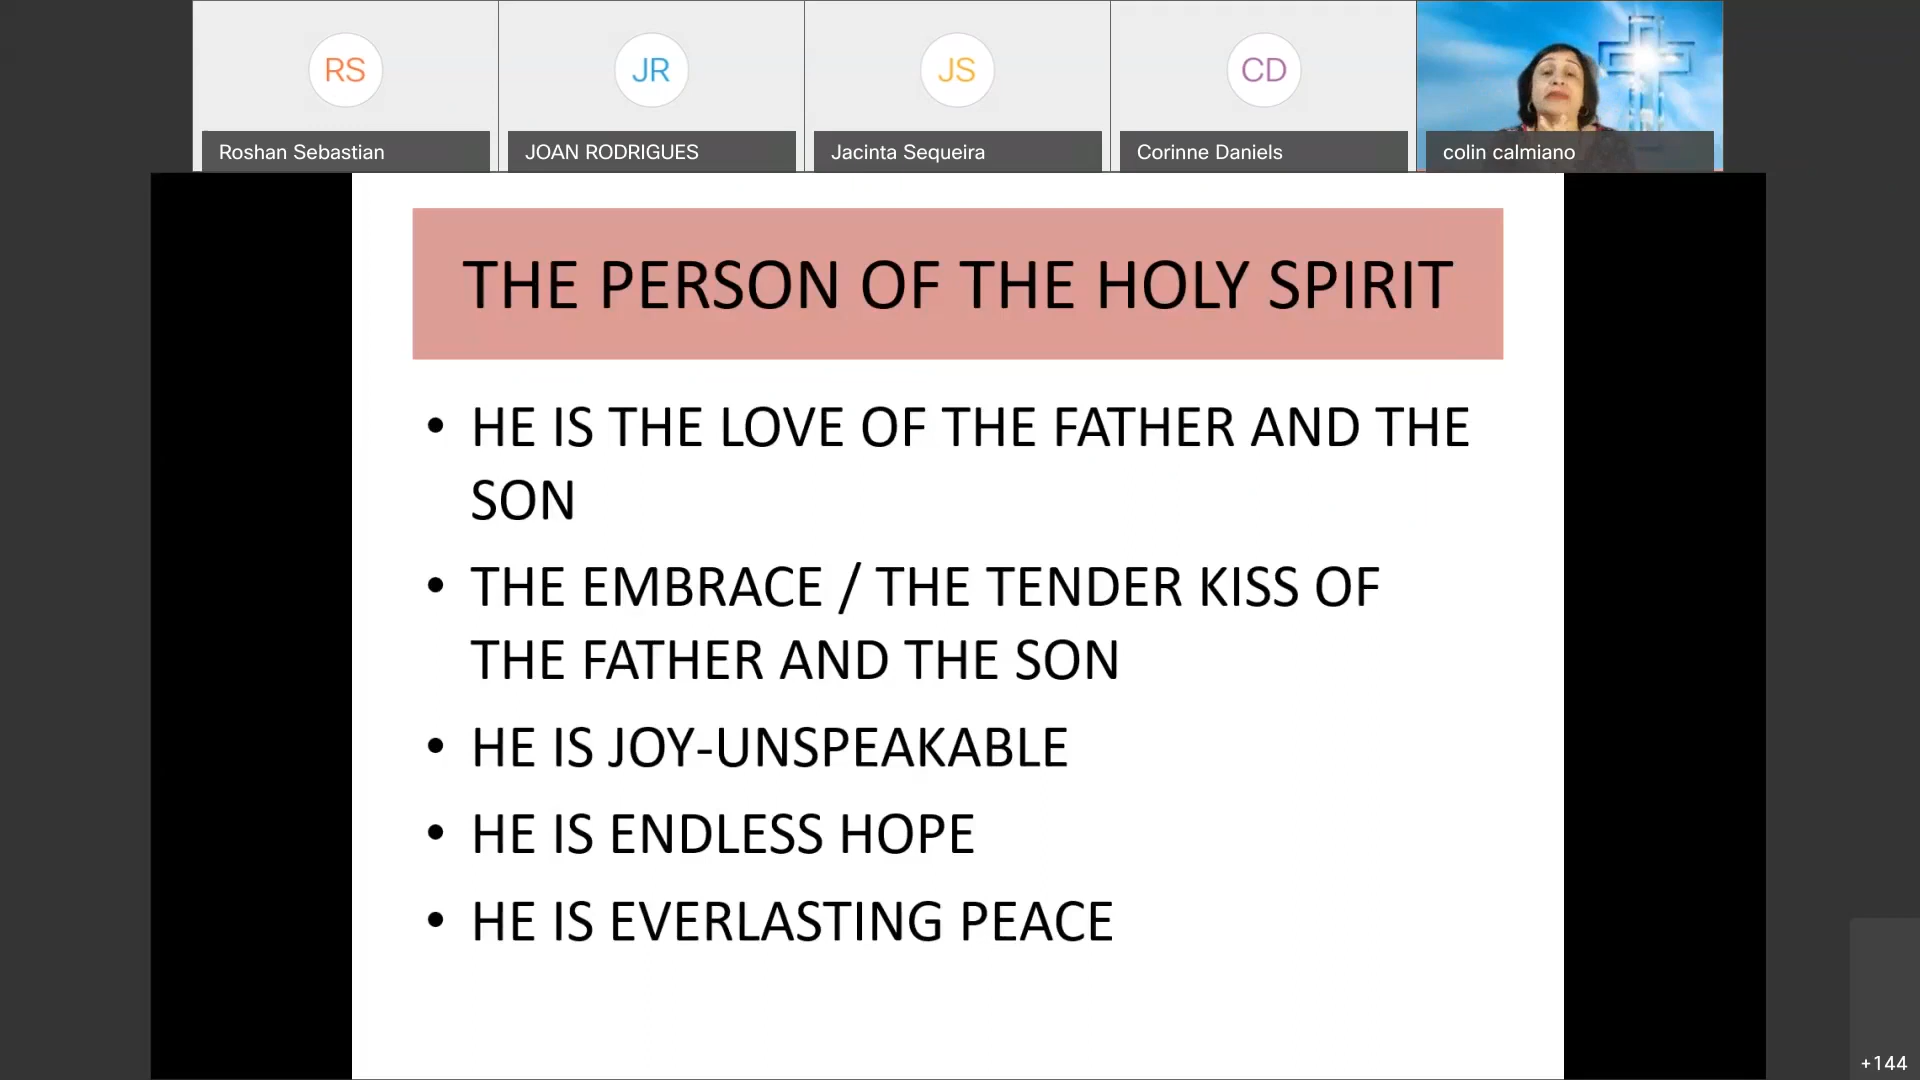 RS
JR
JS
CD
Roshan Sebastian
JOAN RODRIGUES
Jacinta Sequeira
Corinne Daniels
colin calmiano
THE PERSON OF THE HOLY SPIRIT
• HE IS THE LOVE OF THE FATHER AND THE
SON
• THE EMBRACE / THE TENDER KISS OF
THE FATHER AND THE SON
• HE IS JOY-UNSPEAKABLE
• HE IS ENDLESS HOPE
• HE IS EVERLASTING PEACE
+144